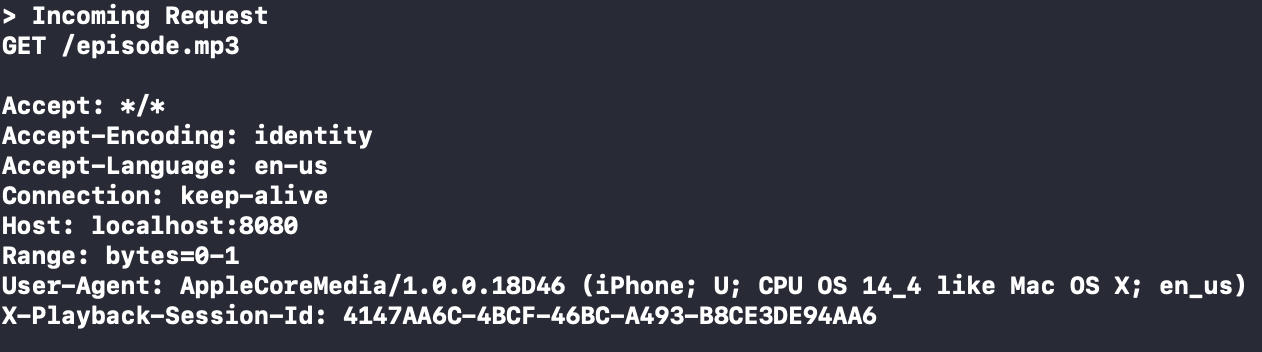 > Incoming Request
GET /episode.mp3
Accept: */*
Accept-Encoding: identity
Accept-Language: en-us
Connection: keep-alive
Host: localhost:8080
Range: bytes=0-1
User-Agent: AppleCoreMedia/1.0.0.18D46 (iPhone; U; CPU OS 14_4 like Mac OS X; en_us)
X-Playback-Session-Id: 4147AA6C-4BCF-46BC-A493-B8CE3DE94AA6